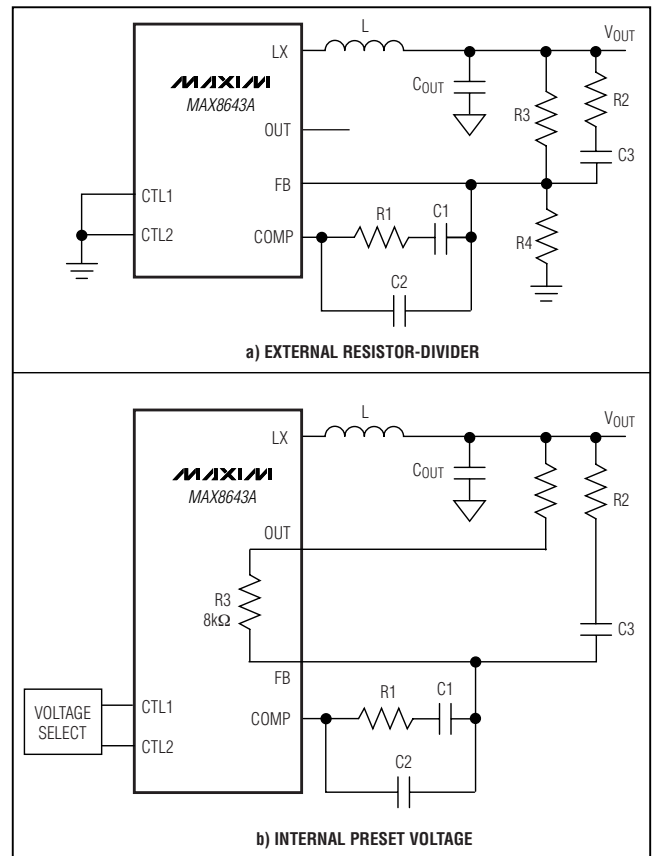 L
VOUT
LX
MAXIM
MAX8643A
COUT
R2
R3
OUT
C3
FB
CTL1
R1
C1
CTL2
COMP
R4
C2
a) EXTERNAL RESISTOR-DIVIDER
L
VOUT
LX
MAXIM
MAX8643A
COUT
R2
OUT
R3
8kΩ
C3
FB
R1
C1
VOLTAGE
SELECT
CTL1
COMP
CTL2
C2
b) INTERNAL PRESET VOLTAGE